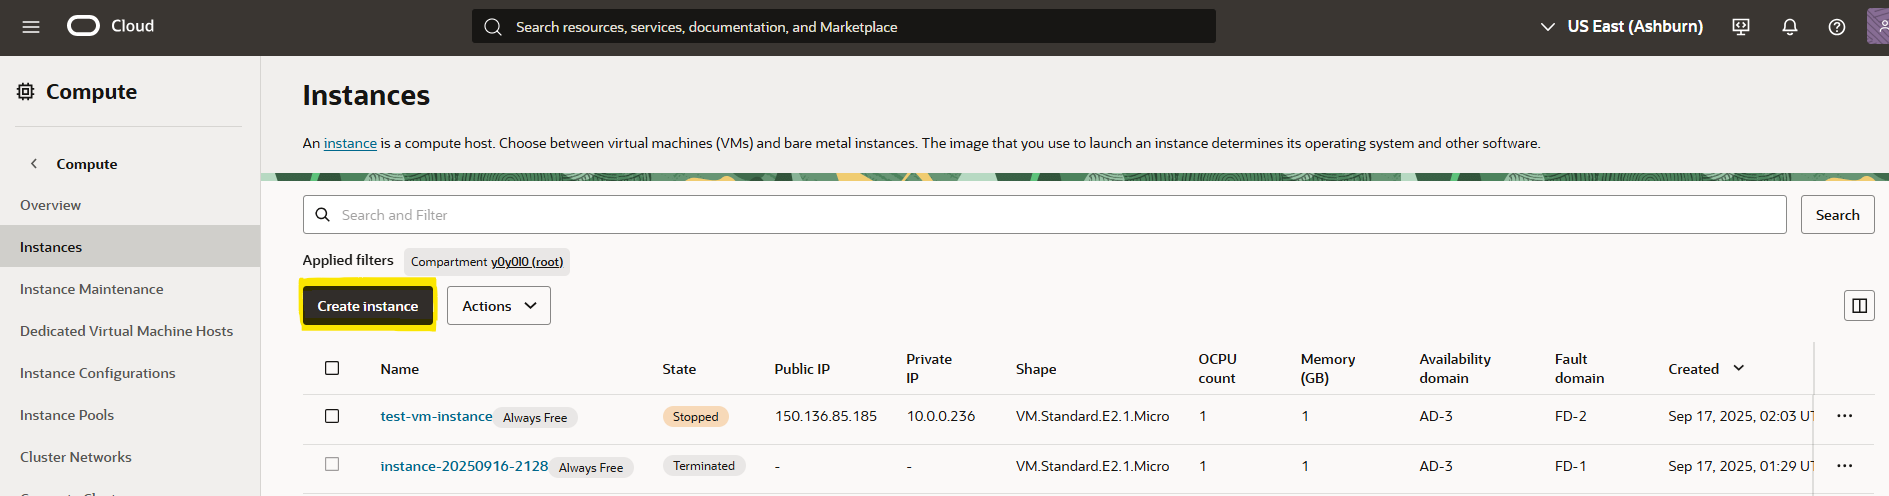 Cloud
Search resources, services, documentation, and Marketplace
US East (Ashburn)
Compute
Compute
Overview
Instances
Instance Maintenance
Dedicated Virtual Machine Hosts
Instance Configurations
Instance Pools
Cluster Networks
Instances
An instance is a compute host. Choose between virtual machines (VMs) and bare metal instances. The image that you use to launch an instance determines its operating system and other software.
Search and Filter
Search
Applied filters Compartment y0y0l0 (root)
Create instance Actions
Name State Public IP Private IP Shape OCPU count Memory (GB) Availability domain Fault domain Created
test-vm-instance Always Free Stopped 150.136.85.185 10.0.0.236 VM.Standard.E2.1.Micro 1 1 AD-3 FD-2 Sep 17, 2025, 02:03
instance-20250916-2128 Always Free Terminated - - VM.Standard.E2.1.Micro 1 1 AD-3 FD-1 Sep 17, 2025, 01:29